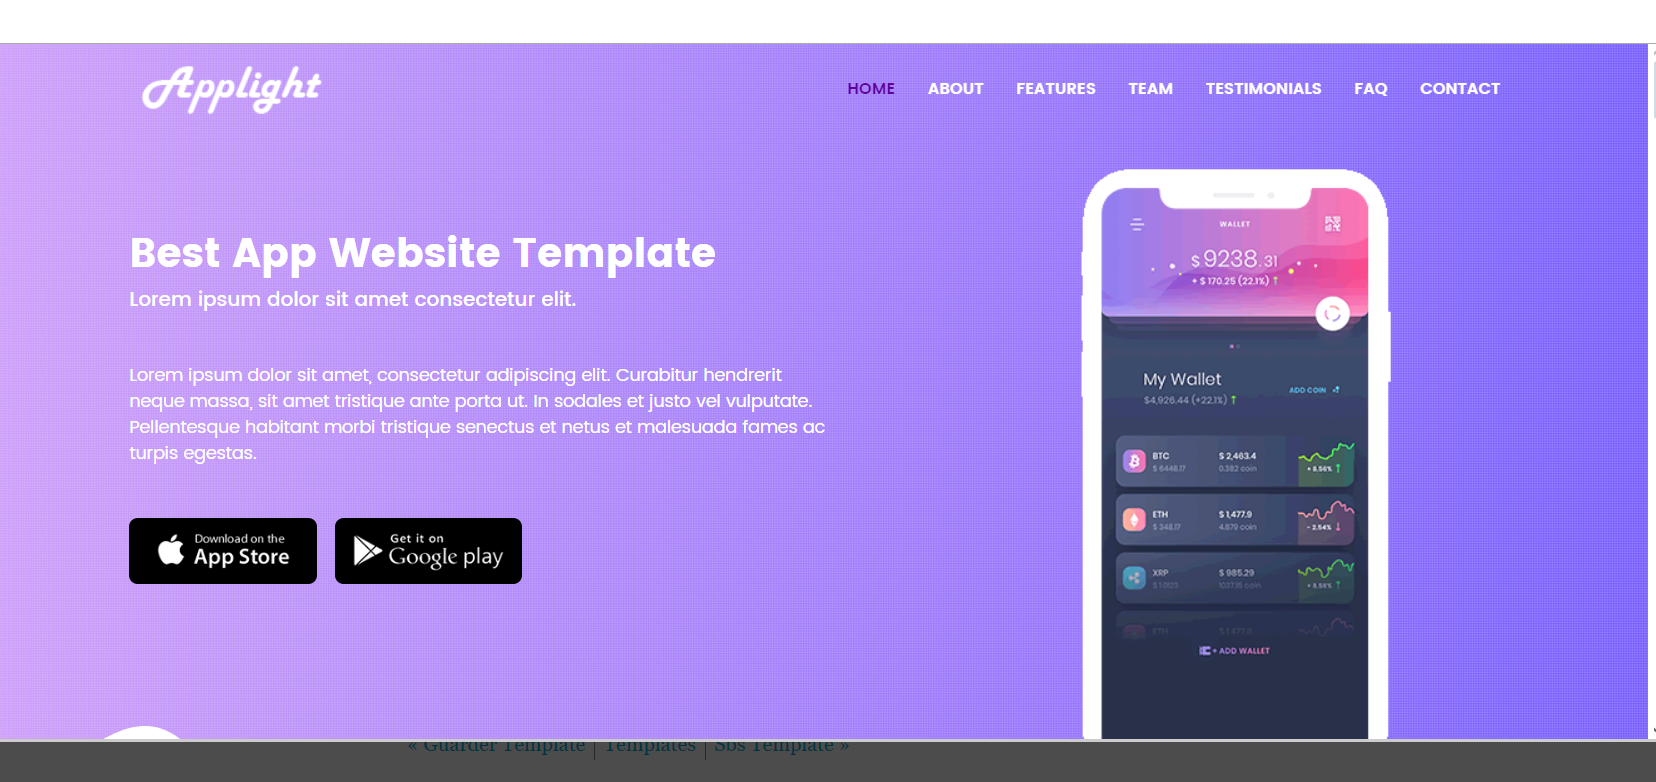 Applight
HOME ABOUT FEATURES TEAM TESTIMONIALS FAQ CONTACT
Best App Website Template
Lorem ipsum dolor sit amet consectetur elit.
Lorem ipsum dolor sit amet, consectetur adipiscing elit. Curabitur hendrerit
neque massa, sit amet tristique ante porta ut. In sodales et justo vel vulputate.
Pellentesque habitant morbi tristique senectus et netus et malesuada fames ac
turpis egestas.
Download on the
App Store
Get it on
Google play
WALLET
$ 9238.31
+ $ 170.25 (22.1%) ↑
My Wallet
ADD COIN
$4,926.44 (+22.1%) ↑
BTC $ 2,463.4
$ 6448.17 0.382 coin + 8.56% ↑
ETH $ 1,477.9
$ 348.17 4.879 coin - 2.54% ↓
XRP $ 985.29
$ 1.0123 1037.15 coin + 8.56% ↑
ETH $ 1,477.9
+ ADD WALLET
« Guarder Template | Templates | Sbs Template »